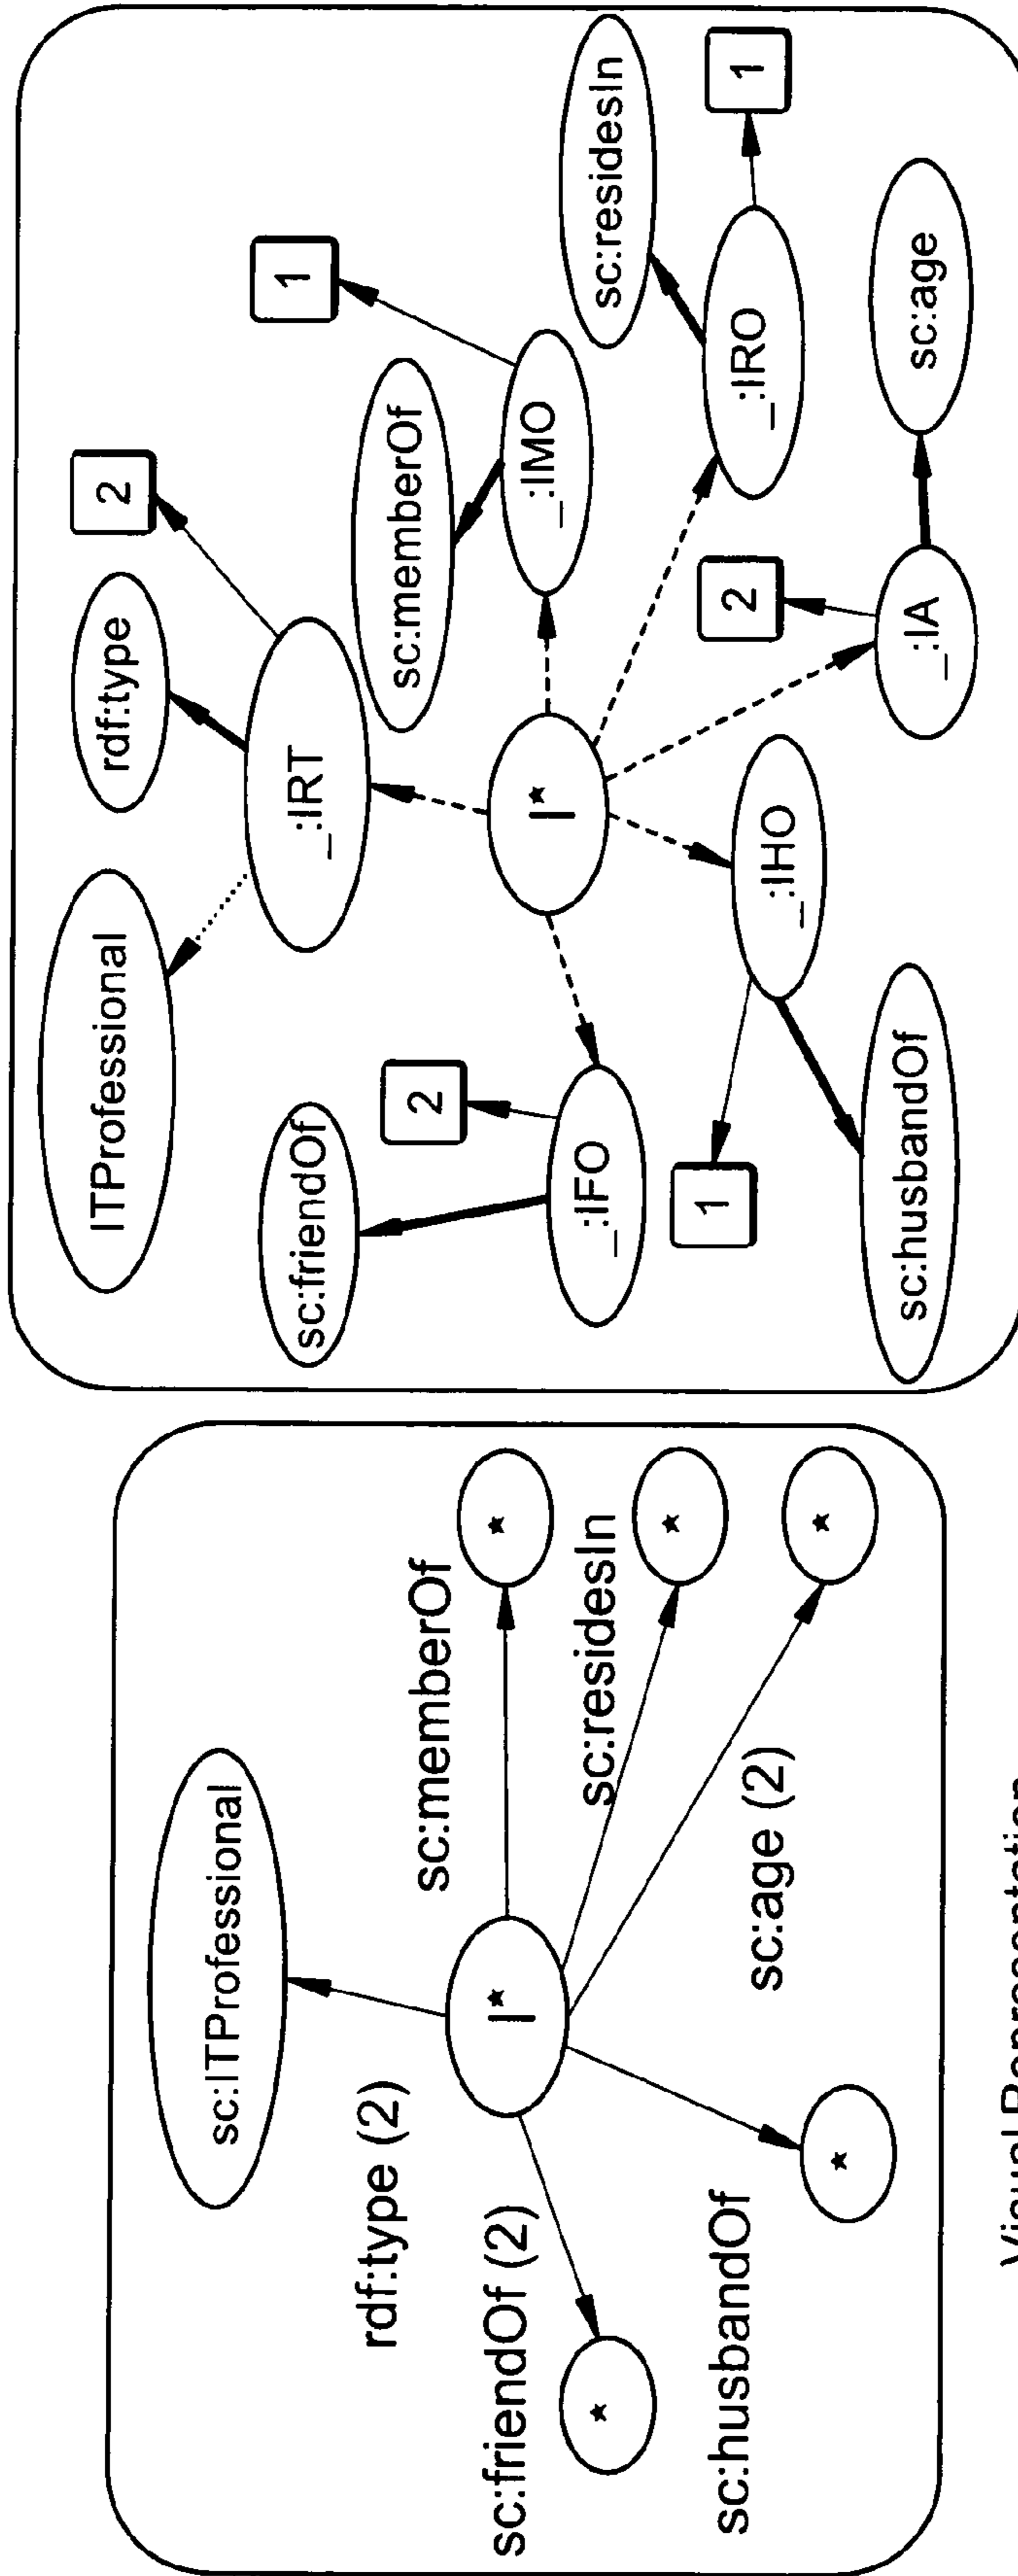 sc:ITProfessional
rdf:type (2)
sc:memberOf
*
sc:friendOf (2)
I*
sc:residesIn
*
*
sc:husbandOf
*
sc:age (2)
*
Visual Representation
ITProfessional
rdf:type
2
_:IRT
1
sc:friendOf
2
sc:memberOf
_:IFO
I*
_:IMO
sc:residesIn
1
2
_:IRO
1
_:IHO
_:IA
sc:age
sc:husbandOf